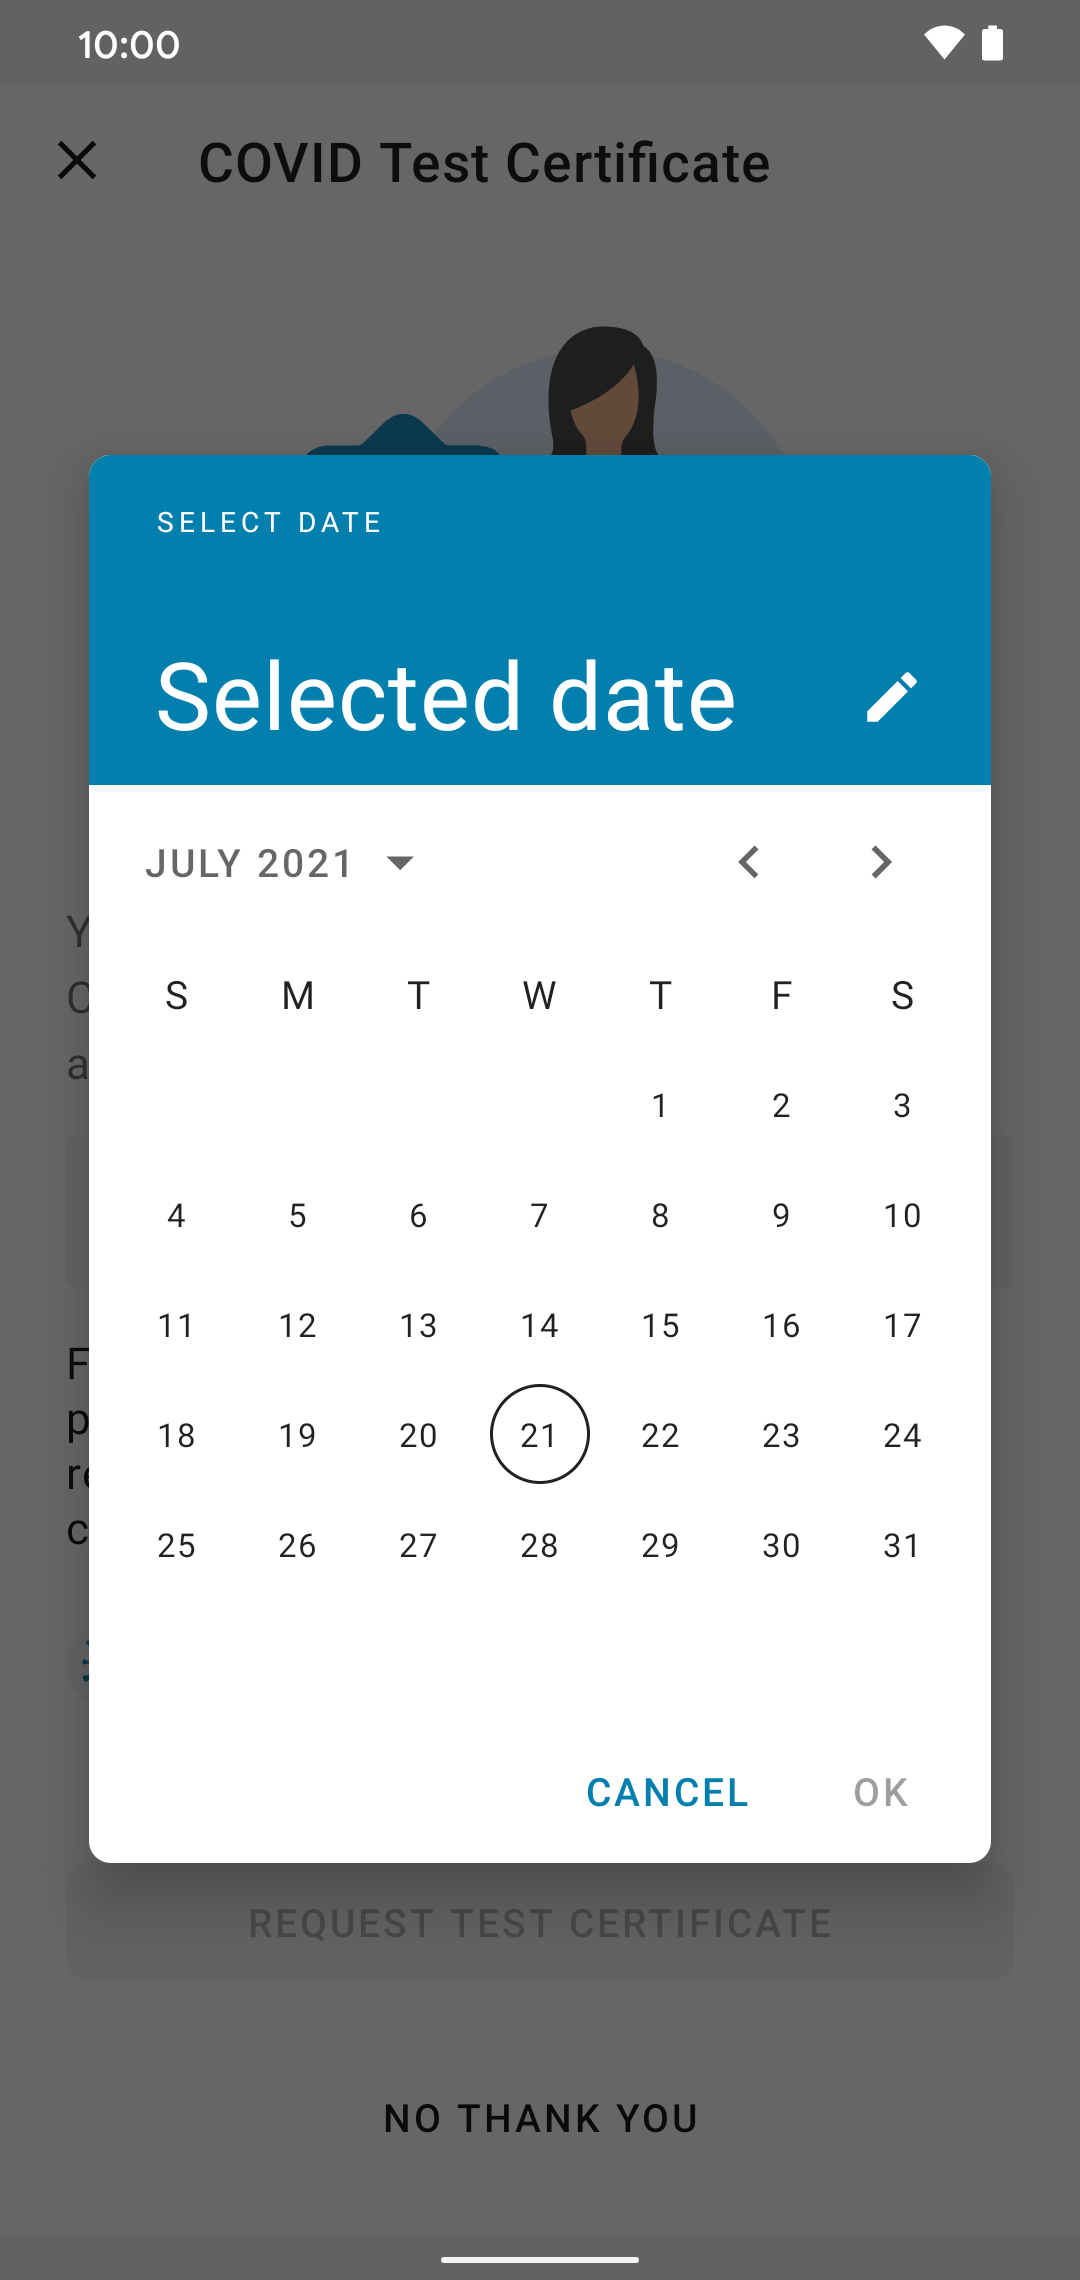 10:00
COVID Test Certificate
SELECT DATE
Selected date
JULY 2021
S M T W T F S
1 2 3
4 5 6 7 8 9 10
11 12 13 14 15 16 17
18 19 20 21 22 23 24
25 26 27 28 29 30 31
CANCEL OK
REQUEST TEST CERTIFICATE
NO THANK YOU